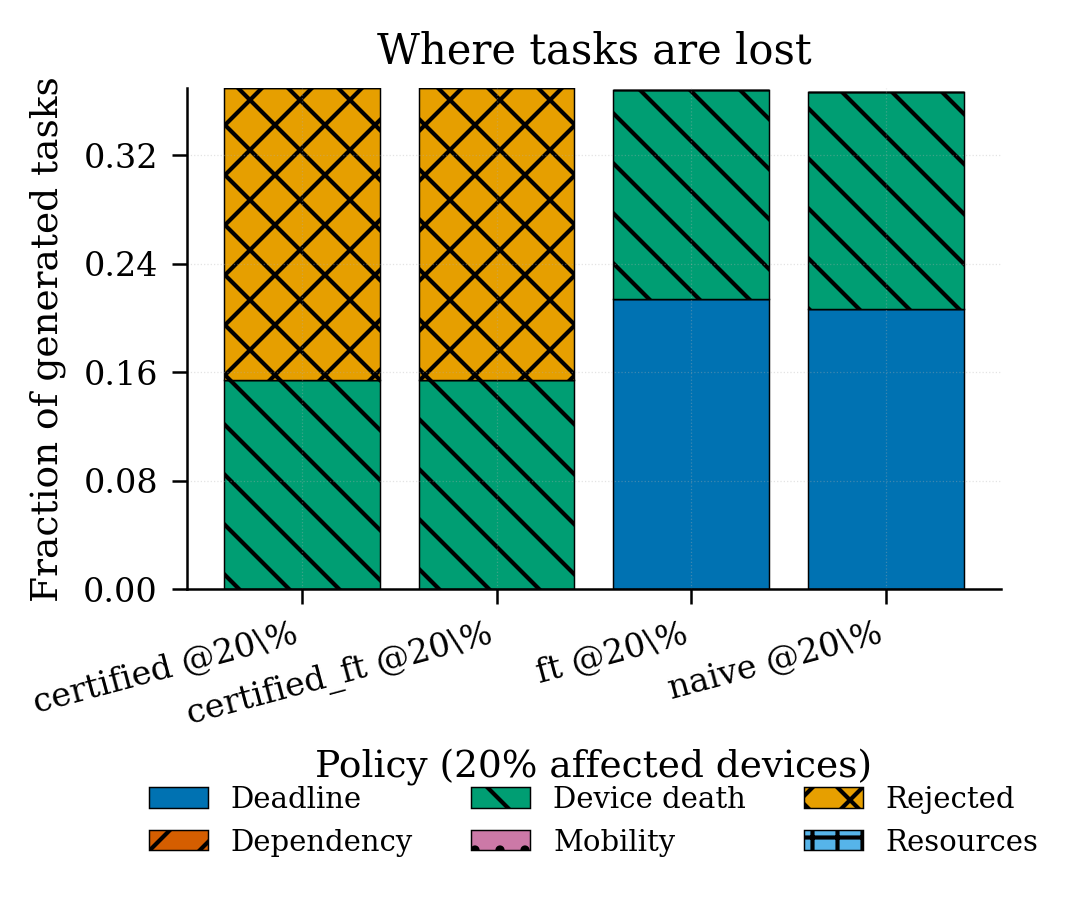 Where tasks are lost
Fraction of generated tasks
0.32
0.24
0.16
0.08
0.00
certified @20\%
certified_ft @20\%
ft @20\%
naive @20\%
Policy (20% affected devices)
Deadline
Device death
Rejected
Dependency
Mobility
Resources